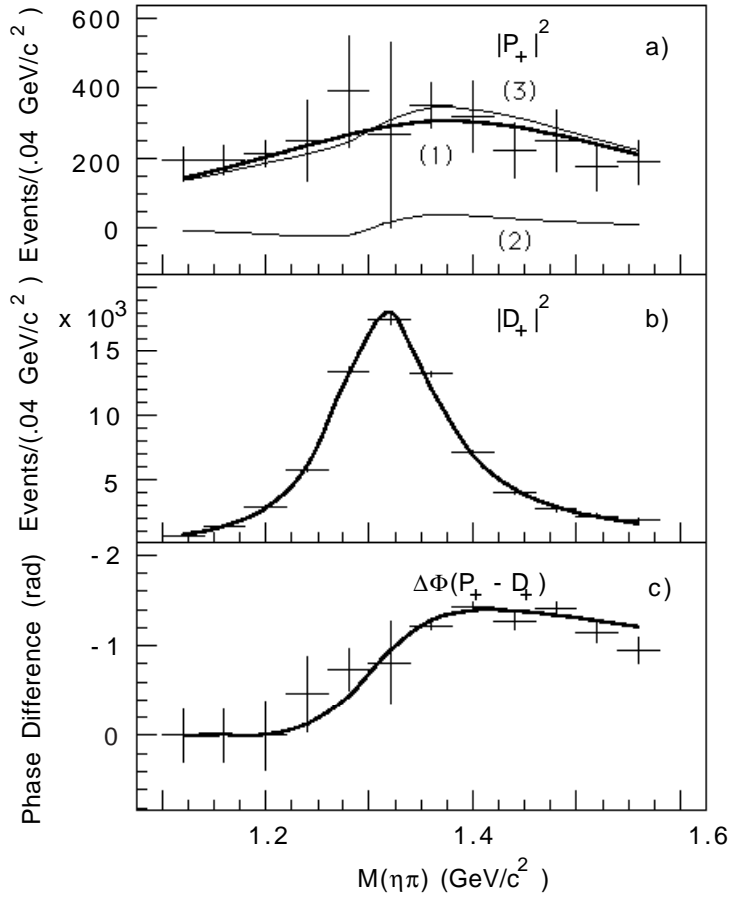 600
400
200
0
Events/(.04 GeV/c²)
|P₊|²
a)
(3)
(1)
(2)
x 10³
15
10
5
Events/(.04 GeV/c²)
|D₊|²
b)
-2
-1
0
Phase Difference (rad)
ΔΦ(P₊ - D₊)
c)
1.2
1.4
1.6
M(ηπ) (GeV/c²)